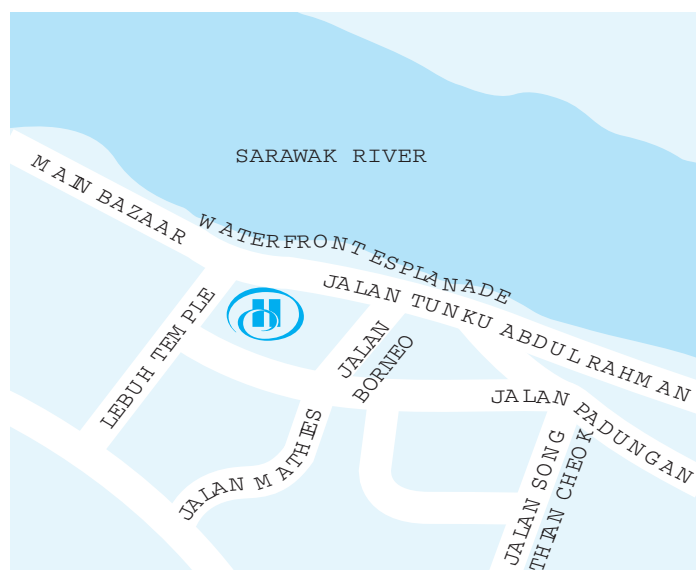 SARAWAK RIVER
MAIN BAZAAR
WATERFRONT ESPLANADE
JALAN TUNKU ABDUL RAHMAN
LEBUH TEMPLE
JALAN
BORNEO
JALAN PADUNGAN
JALAN MATHIES
JALAN SONG
THIAN CHEOK